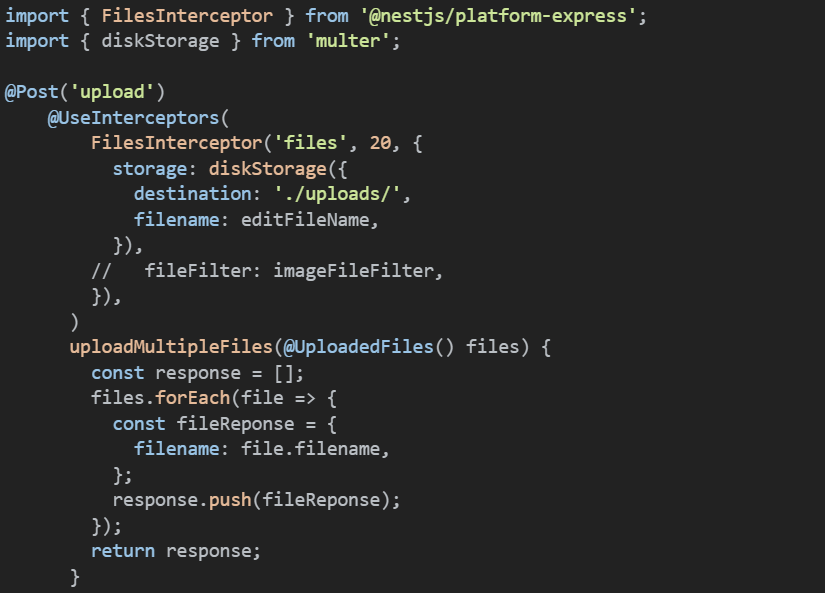 import { FilesInterceptor } from '@nestjs/platform-express';
import { diskStorage } from 'multer';

@Post('upload')
    @UseInterceptors(
        FilesInterceptor('files', 20, {
          storage: diskStorage({
            destination: './uploads/',
            filename: editFileName,
          }),
        //   fileFilter: imageFileFilter,
        }),
      )
      uploadMultipleFiles(@UploadedFiles() files) {
        const response = [];
        files.forEach(file => {
          const fileReponse = {
            filename: file.filename,
          };
          response.push(fileReponse);
        });
        return response;
      }